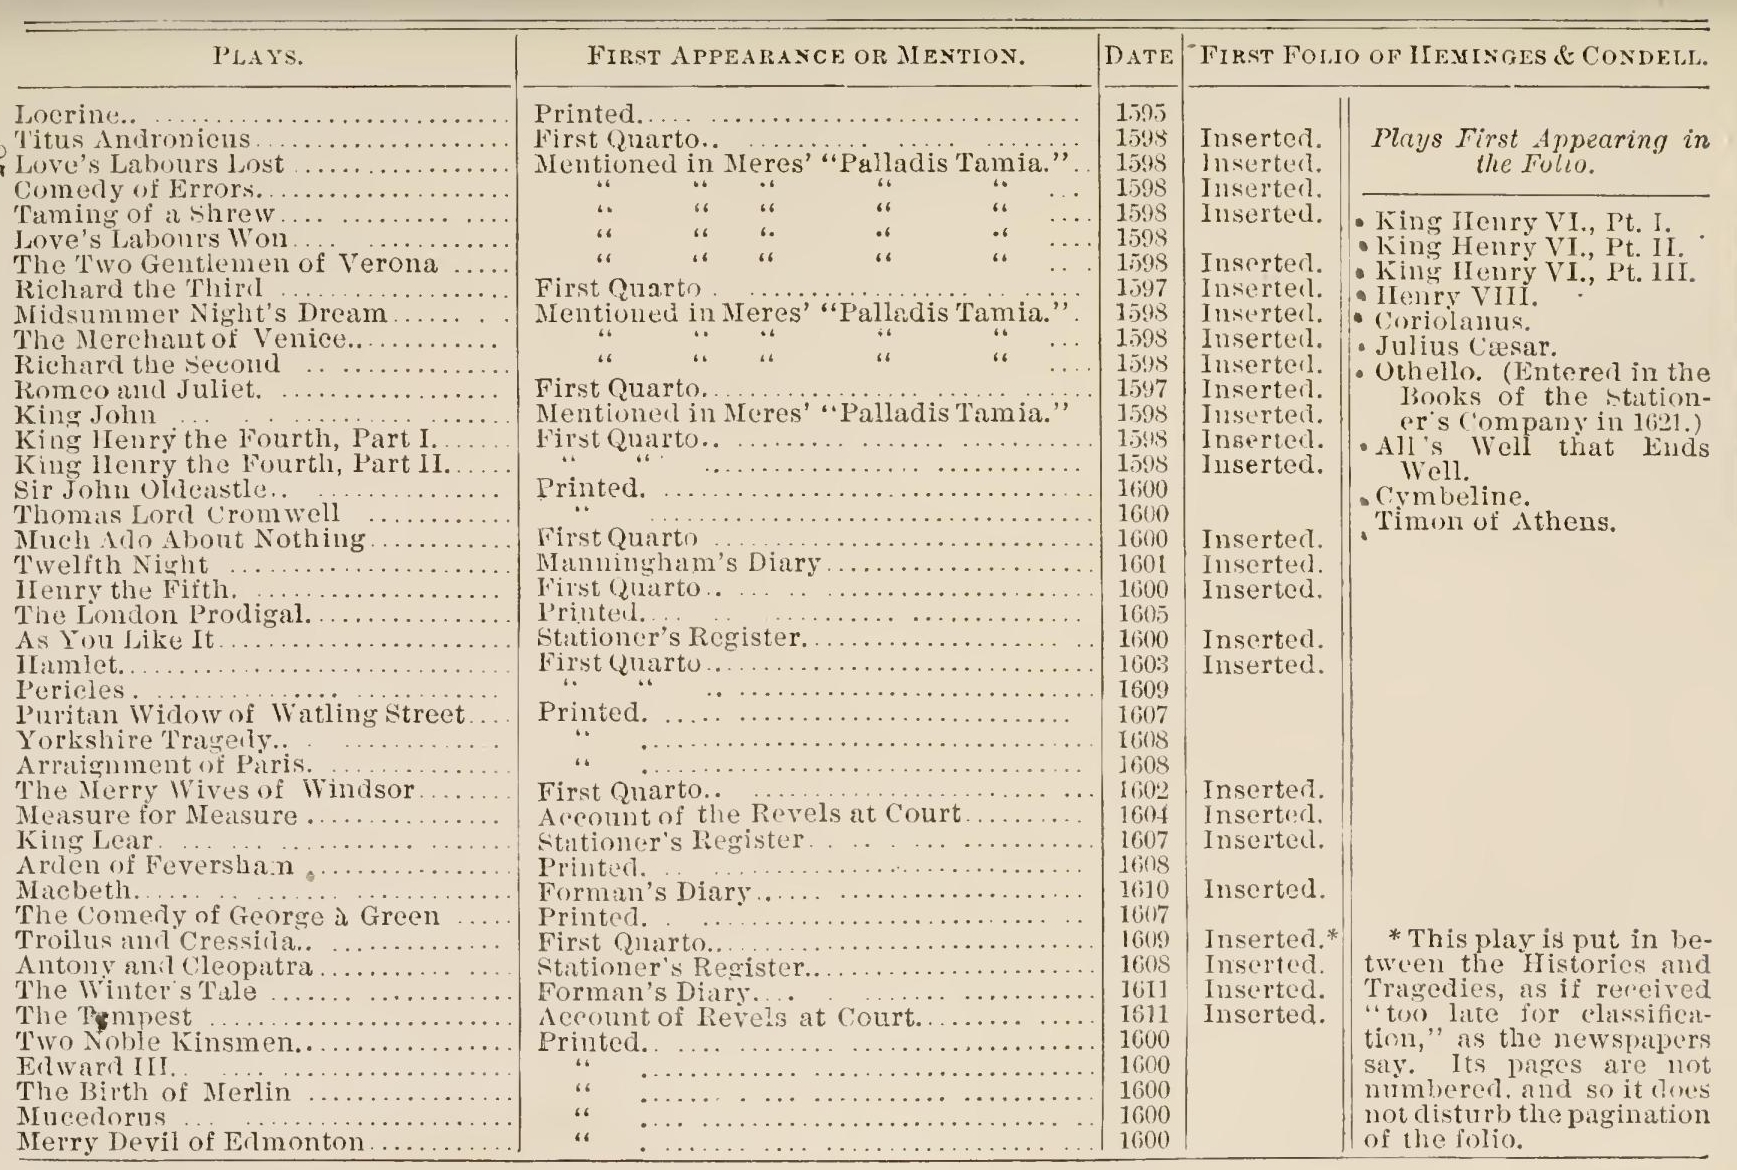 PLAYS. FIRST APPEARANCE OR MENTION. DATE FIRST FOLIO OF HEMINGES & CONDELL.
Locrine.. Printed. 1595
Titus Andronicus First Quarto.. 1598 Inserted.
Love's Labours Lost Mentioned in Meres' "Palladis Tamia." 1598 Inserted.
Comedy of Errors. " " " " " 1598 Inserted.
Taming of a Shrew " " " " " 1598 Inserted.
Love's Labours Won " " " " " 1598
The Two Gentlemen of Verona " " " " " 1598 Inserted.
Richard the Third First Quarto 1597 Inserted.
Midsummer Night's Dream Mentioned in Meres' "Palladis Tamia." 1598 Inserted.
The Merchant of Venice.. " " " " " 1598 Inserted.
Richard the Second " " " " " 1598 Inserted.
Romeo and Juliet. First Quarto. 1597 Inserted.
King John Mentioned in Meres' "Palladis Tamia." 1598 Inserted.
King Henry the Fourth, Part I. First Quarto.. 1598 Inserted.
King Henry the Fourth, Part II. " " 1598 Inserted.
Sir John Oldcastle.. Printed. 1600
Thomas Lord Cromwell " 1600
Much Ado About Nothing First Quarto 1600 Inserted.
Twelfth Night Manningham's Diary 1601 Inserted.
Henry the Fifth. First Quarto.. 1600 Inserted.
The London Prodigal. Printed. 1605
As You Like It Stationer's Register. 1600 Inserted.
Hamlet. First Quarto 1603 Inserted.
Pericles. " " 1609
Puritan Widow of Watling Street Printed. 1607
Yorkshire Tragedy.. " 1608
Arraignment of Paris. " 1608
The Merry Wives of Windsor First Quarto.. 1602 Inserted.
Measure for Measure Account of the Revels at Court 1604 Inserted.
King Lear Stationer's Register 1607 Inserted.
Arden of Feversham Printed. 1608
Macbeth. Forman's Diary 1610 Inserted.
The Comedy of George à Green Printed. 1607
Troilus and Cressida.. First Quarto.. 1609 Inserted.*
Antony and Cleopatra Stationer's Register.. 1608 Inserted.
The Winter's Tale Forman's Diary. 1611 Inserted.
The Tempest Account of Revels at Court. 1611 Inserted.
Two Noble Kinsmen. Printed. 1600
Edward III. " 1600
The Birth of Merlin " 1600
Mucedorus " 1600
Merry Devil of Edmonton " 1600
Plays First Appearing in
the Folio.
King Henry VI., Pt. I.
King Henry VI., Pt. II.
King Henry VI., Pt. III.
Henry VIII.
Coriolanus.
Julius Cæsar.
Othello. (Entered in the
Books of the Station-
er's Company in 1621.)
All's Well that Ends
Well.
Cymbeline.
Timon of Athens.
* This play is put in be-
tween the Histories and
Tragedies, as if received
"too late for classifica-
tion," as the newspapers
say. Its pages are not
numbered, and so it does
not disturb the pagination
of the folio.